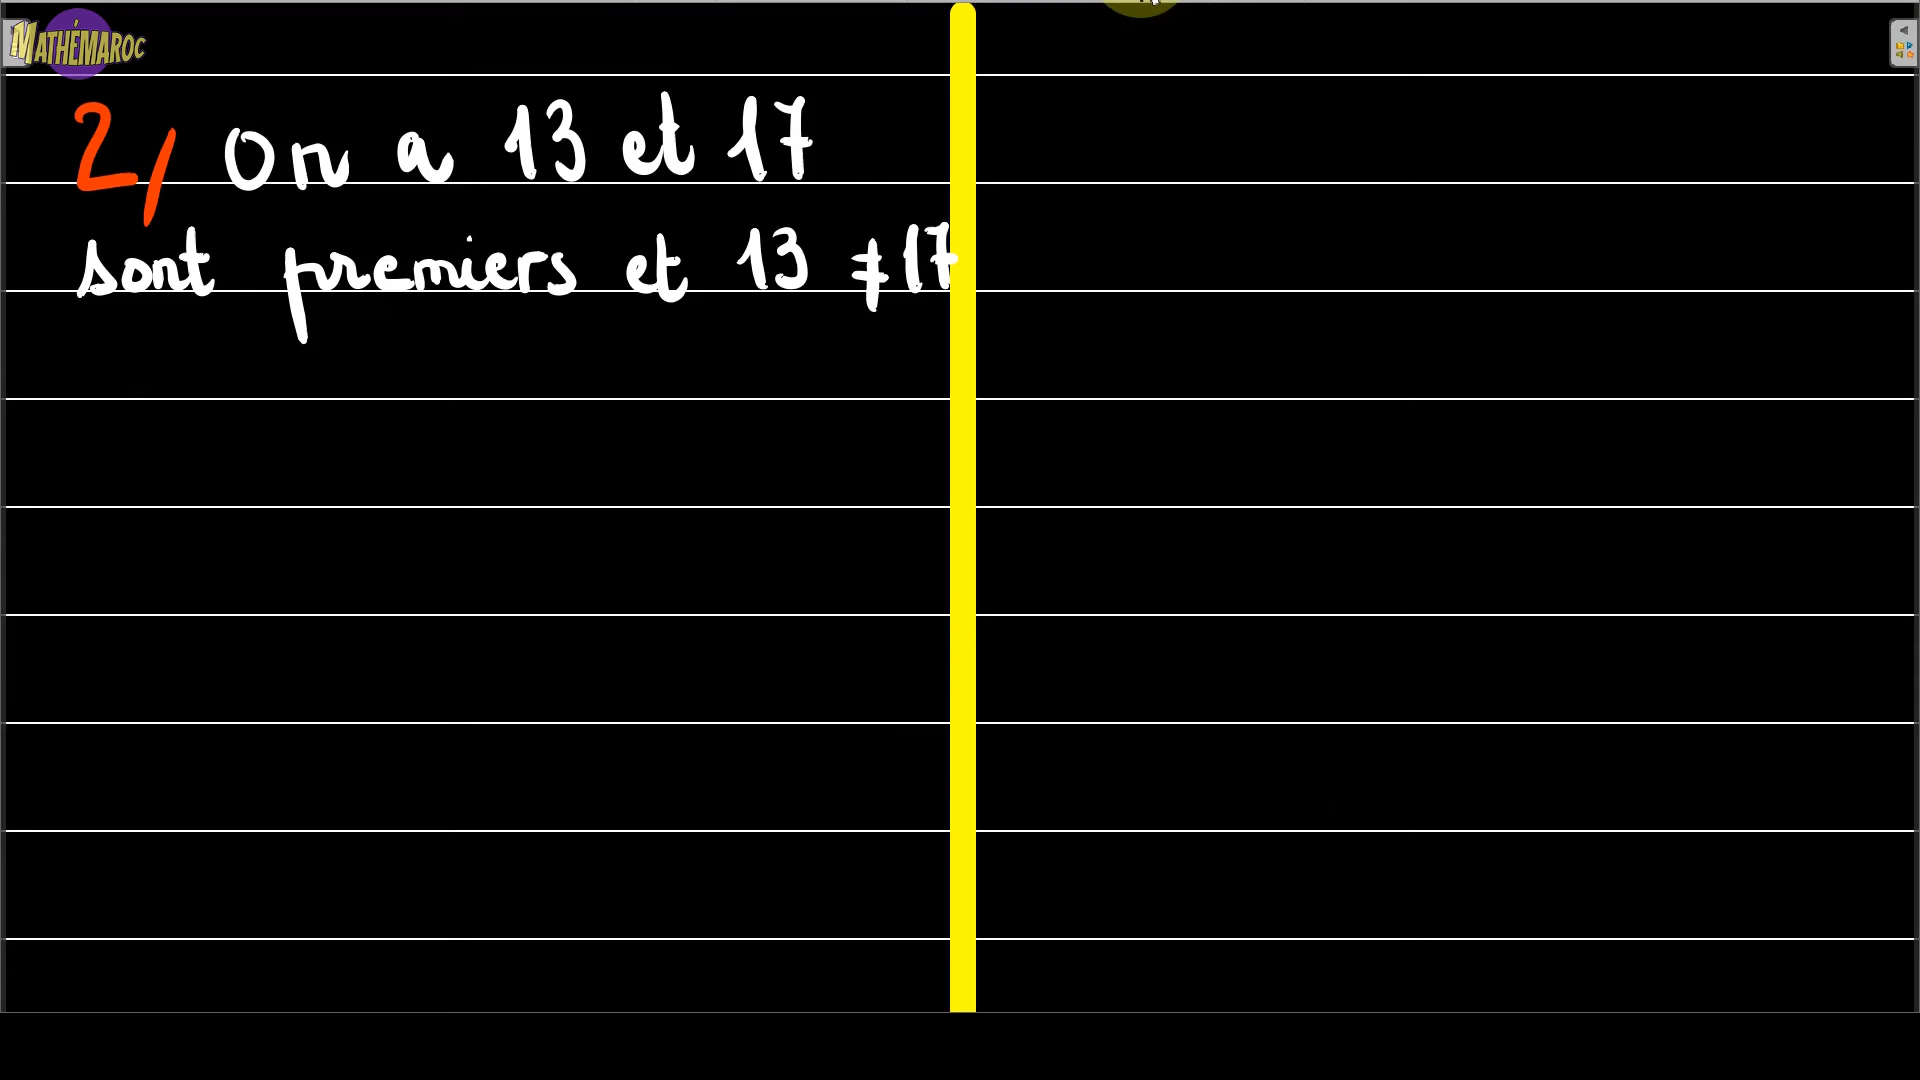 MATHÉMAROC
2/ On a 13 et 17
sont premiers et 13 ≠ 17